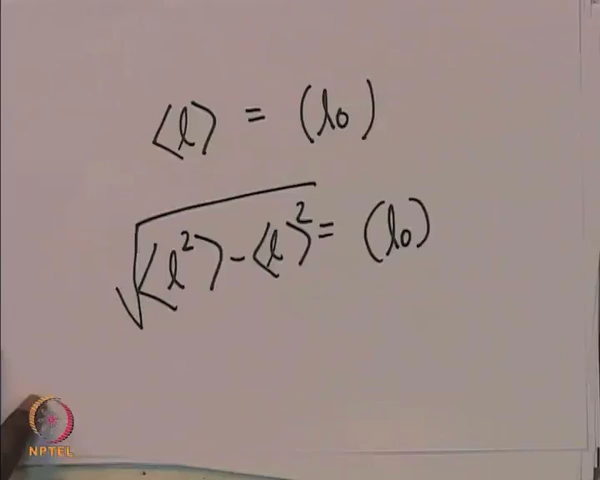 ⟨l⟩ = (l₀)
√⟨l²⟩-⟨l⟩² = (l₀)
NPTEL